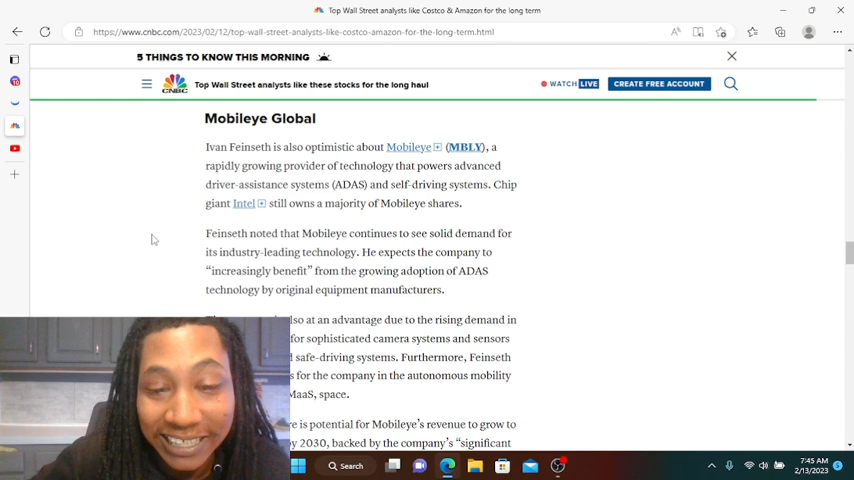 Top Wall Street analysts like Costco & Amazon for the long term
https://www.cnbc.com/2023/02/12/top-wall-street-analysts-like-costco-amazon-for-the-long-term.html
5 THINGS TO KNOW THIS MORNING
CNBC
Top Wall Street analysts like these stocks for the long haul
WATCH LIVE
CREATE FREE ACCOUNT
Mobileye Global
Ivan Feinseth is also optimistic about Mobileye (MBLY), a
rapidly growing provider of technology that powers advanced
driver-assistance systems (ADAS) and self-driving systems. Chip
giant Intel still owns a majority of Mobileye shares.
Feinseth noted that Mobileye continues to see solid demand for
its industry-leading technology. He expects the company to
“increasingly benefit” from the growing adoption of ADAS
technology by original equipment manufacturers.
lso at an advantage due to the rising demand in
for sophisticated camera systems and sensors
safe-driving systems. Furthermore, Feinseth
s for the company in the autonomous mobility
MaaS, space.
re is potential for Mobileye’s revenue to grow to
by 2030, backed by the company’s “significant
Search
7:45 AM
2/13/2023